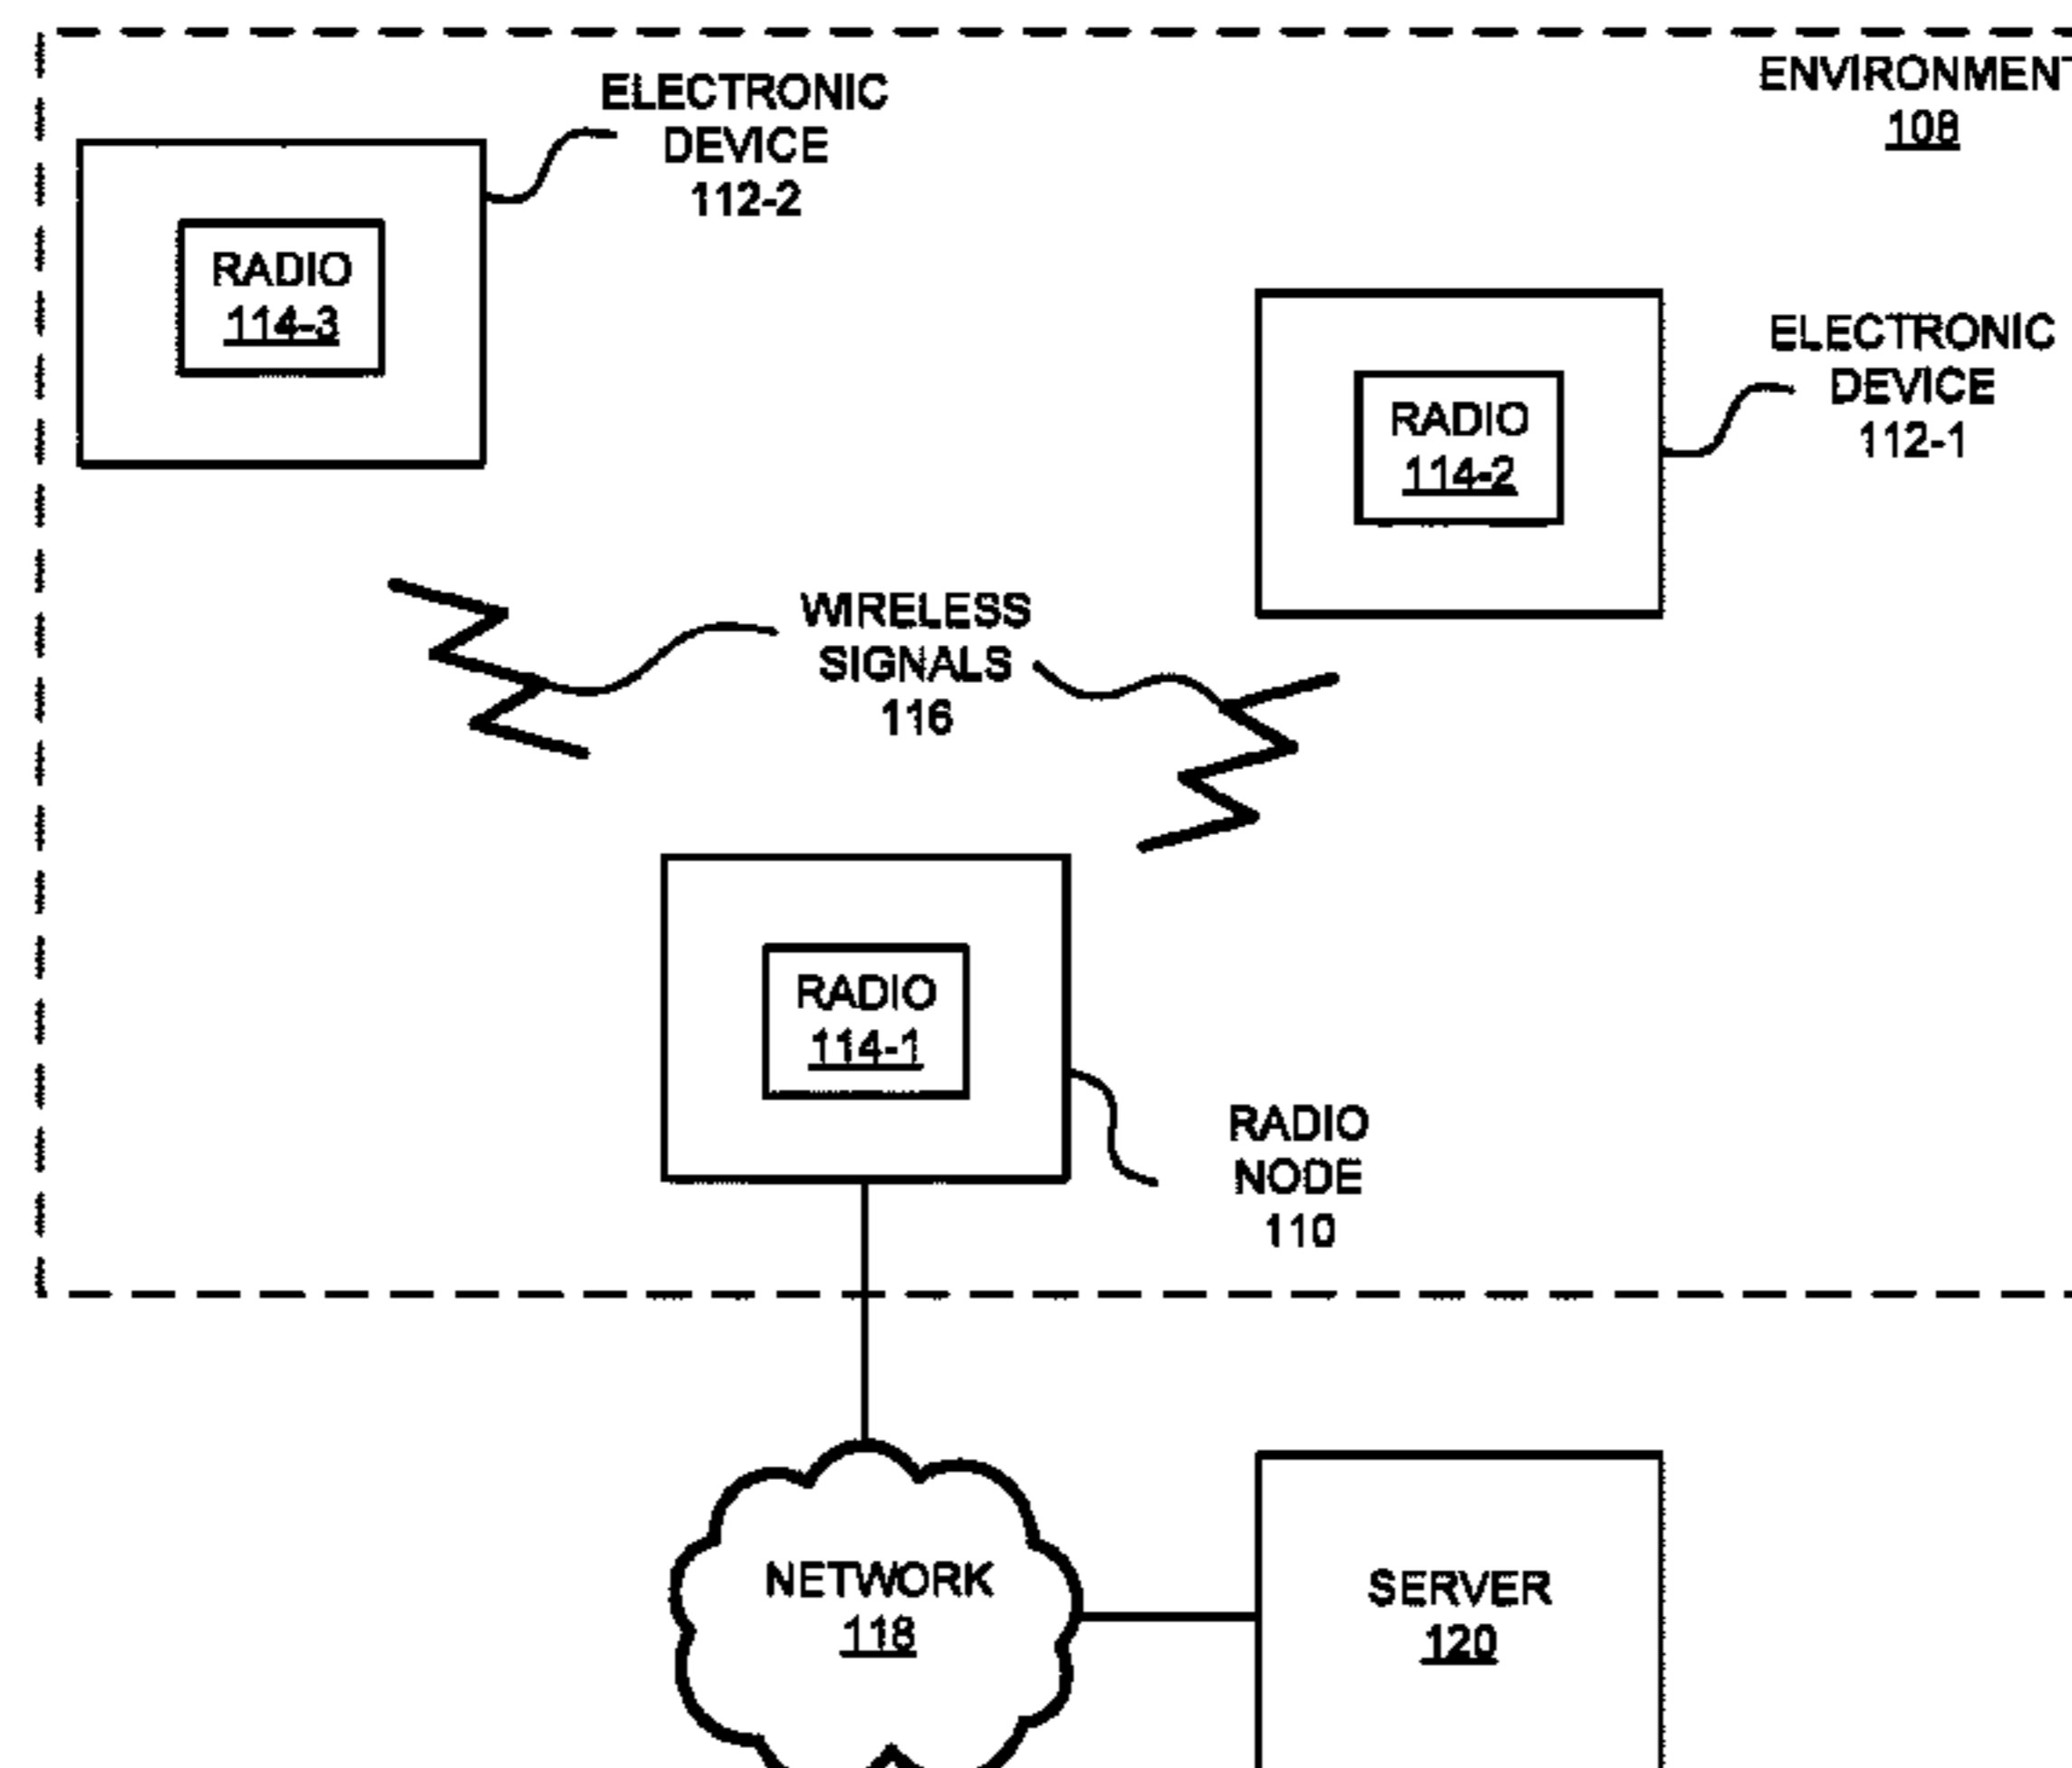 ENVIRONMENT
108
ELECTRONIC
DEVICE
112-2
RADIO
114-3
ELECTRONIC
DEVICE
112-1
RADIO
114-2
WIRELESS
SIGNALS
116
RADIO
114-1
RADIO
NODE
110
NETWORK
118
SERVER
120